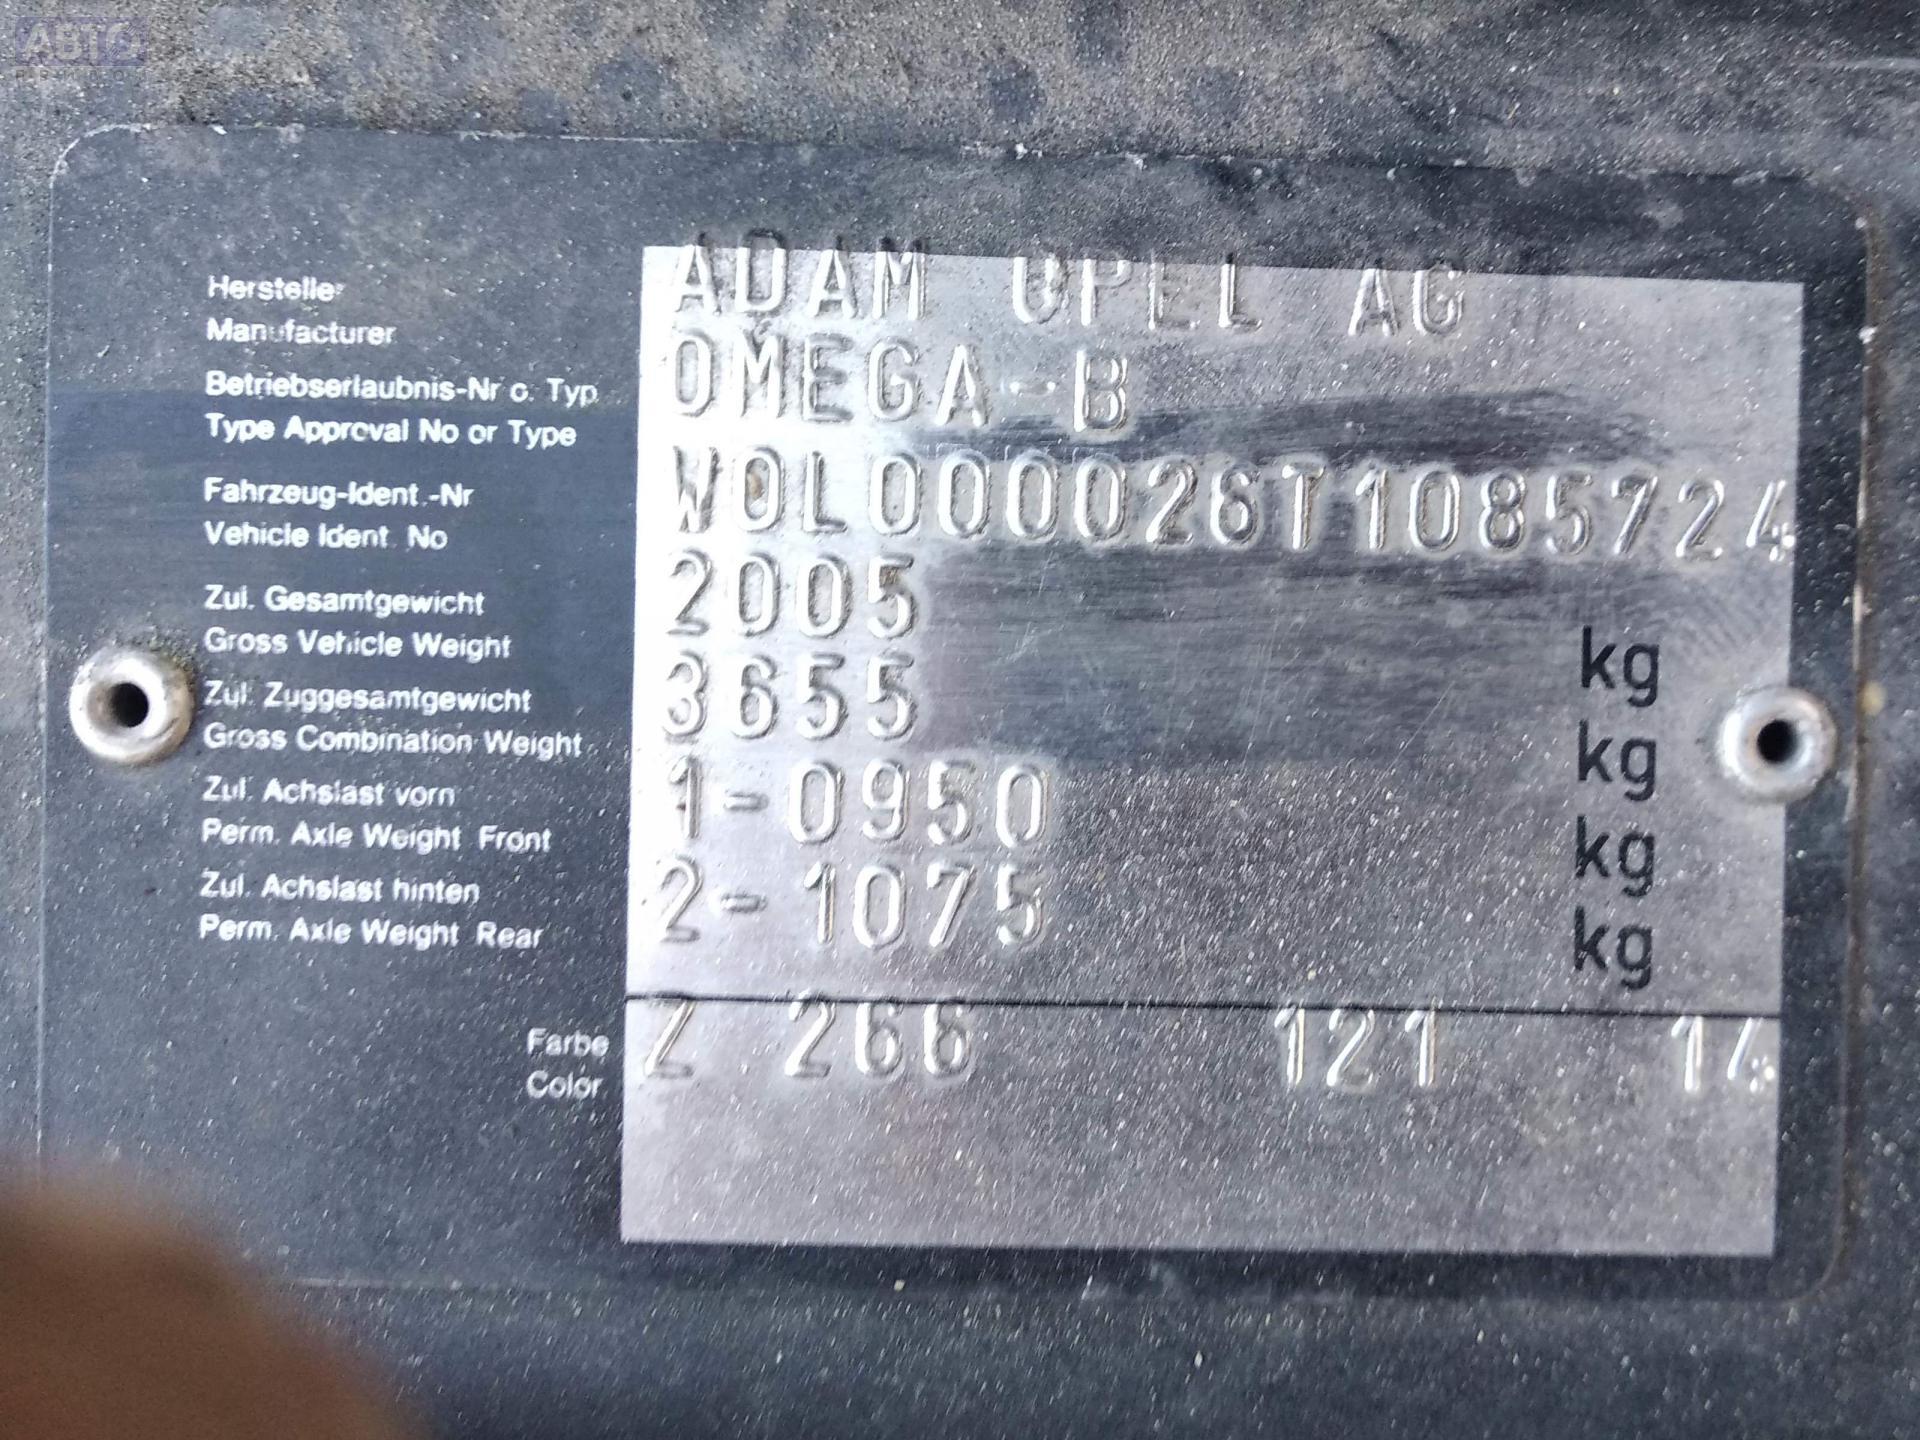 АВТО
Hersteller
Manufacturer
ADAM OPEL AG
Betriebserlaubnis-Nr o. Typ
Type Approval No or Type
OMEGA-B
Fahrzeug-Ident.-Nr
Vehicle Ident. No
W0L000026T1085724
Zul. Gesamtgewicht
Gross Vehicle Weight
2005 kg
Zul. Zuggesamtgewicht
Gross Combination Weight
3655 kg
Zul. Achslast vorn
Perm. Axle Weight Front
1-0950 kg
Zul. Achslast hinten
Perm. Axle Weight Rear
2-1075 kg
Farbe
Color
Z 266 121 14